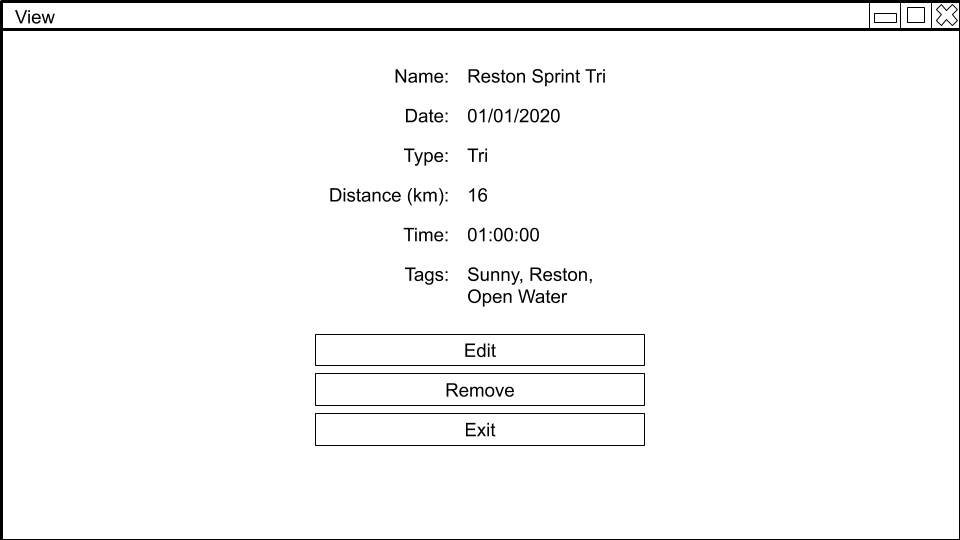 View
Name: Reston Sprint Tri
Date: 01/01/2020
Type: Tri
Distance (km): 16
Time: 01:00:00
Tags: Sunny, Reston,
Open Water
Edit
Remove
Exit